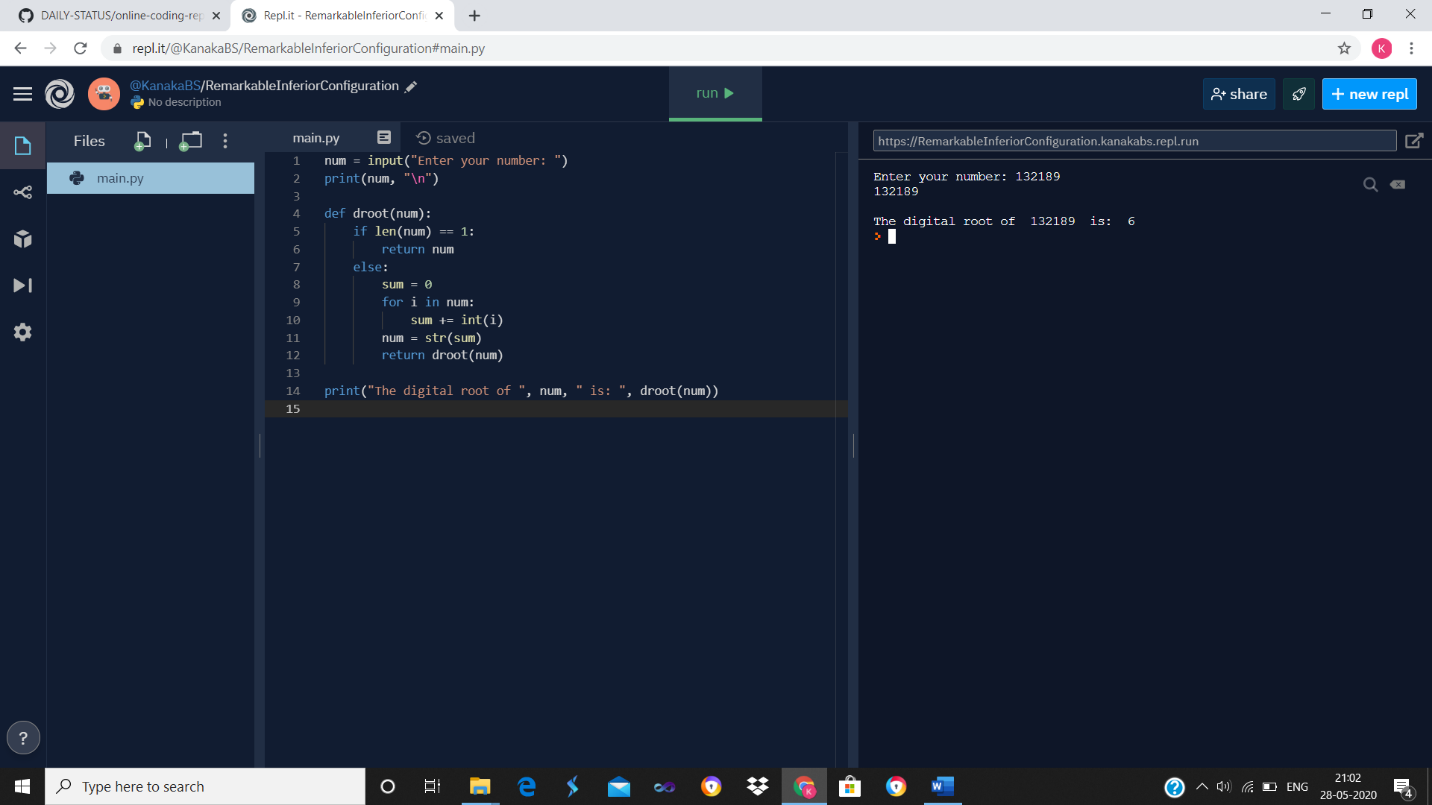 DAILY-STATUS/online-coding-rep
Repl.it - RemarkableInferiorConfi
repl.it/@KanakaBS/RemarkableInferiorConfiguration#main.py
K
@KanakaBS/RemarkableInferiorConfiguration
No description
run
share
+ new repl
Files
main.py
main.py
saved
1 num = input("Enter your number: ")
2 print(num, "\n")
3
4 def droot(num):
5 if len(num) == 1:
6 return num
7 else:
8 sum = 0
9 for i in num:
10 sum += int(i)
11 num = str(sum)
12 return droot(num)
13
14 print("The digital root of ", num, " is: ", droot(num))
15
https://RemarkableInferiorConfiguration.kanakabs.repl.run
Enter your number: 132189
132189
The digital root of  132189  is:  6
>
?
Type here to search
K
W
?
ENG
21:02
28-05-2020
4